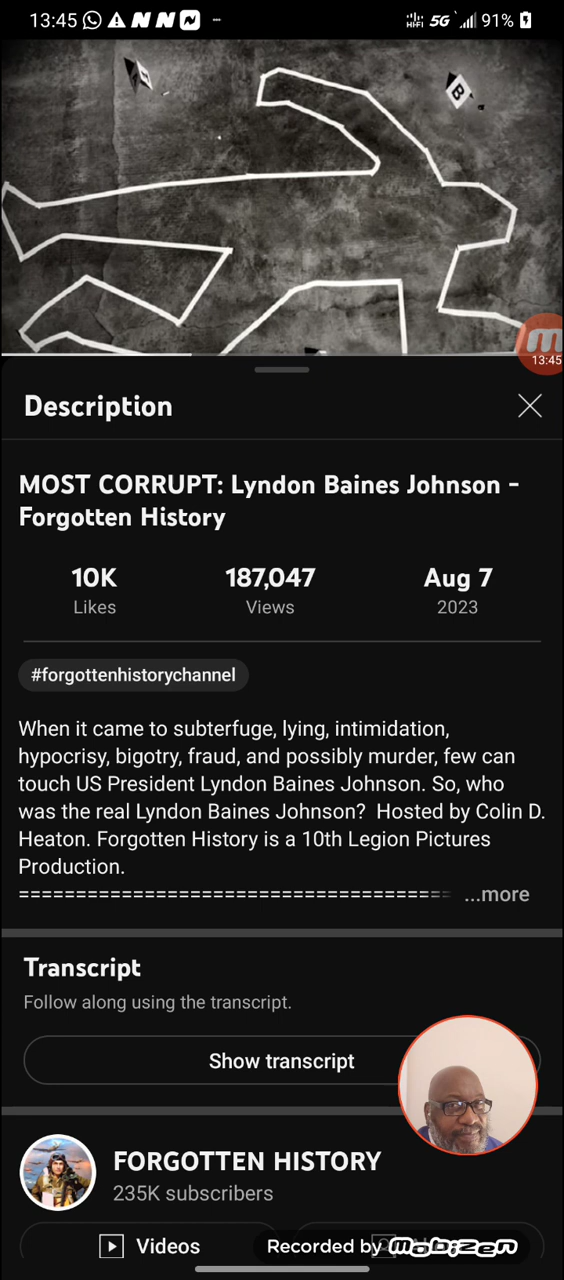 13:45
HiFi 5G 91%
B
13:45
Description
MOST CORRUPT: Lyndon Baines Johnson -
Forgotten History
10K 187,047 Aug 7
Likes Views 2023
#forgottenhistorychannel
When it came to subterfuge, lying, intimidation,
hypocrisy, bigotry, fraud, and possibly murder, few can
touch US President Lyndon Baines Johnson. So, who
was the real Lyndon Baines Johnson?  Hosted by Colin D.
Heaton. Forgotten History is a 10th Legion Pictures
Production.
====================================== ...more
Transcript
Follow along using the transcript.
Show transcript
FORGOTTEN HISTORY
235K subscribers
Videos
Recorded by mobizen